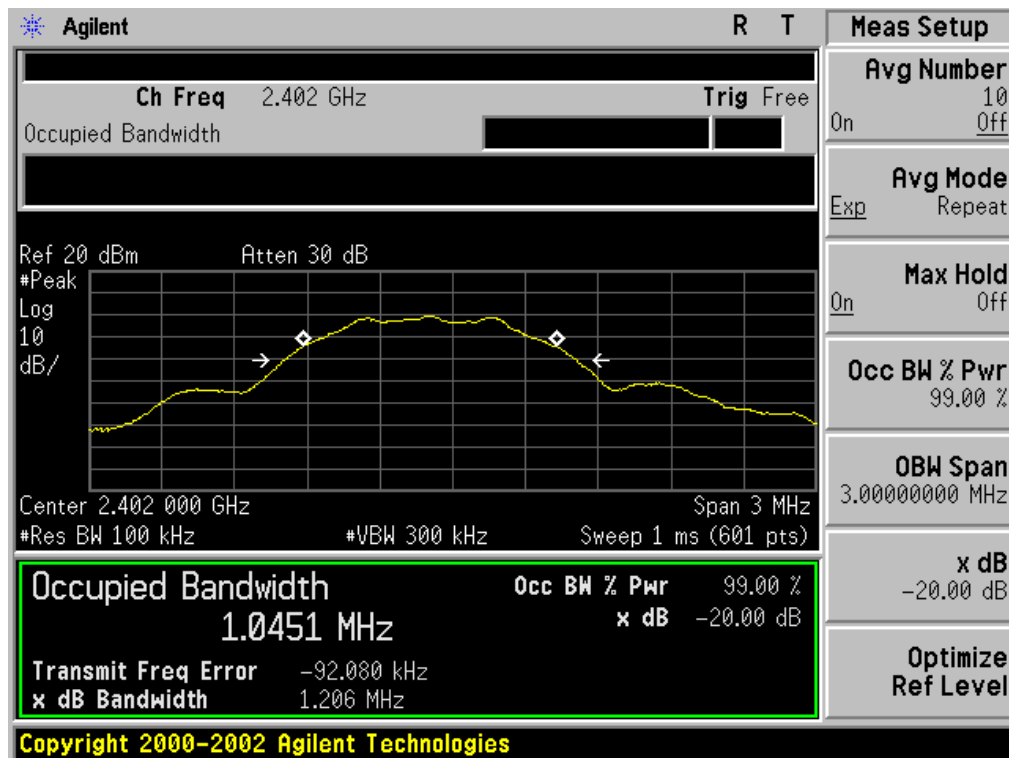 Agilent R T
Ch Freq 2.402 GHz Trig Free
Occupied Bandwidth
Ref 20 dBm Atten 30 dB
#Peak
Log
10
dB/
Center 2.402 000 GHz Span 3 MHz
#Res BW 100 kHz #VBW 300 kHz Sweep 1 ms (601 pts)
Occupied Bandwidth Occ BW % Pwr 99.00 %
1.0451 MHz x dB -20.00 dB
Transmit Freq Error -92.080 kHz
x dB Bandwidth 1.206 MHz
Copyright 2000-2002 Agilent Technologies
Meas Setup
Avg Number
10
On Off
Avg Mode
Exp Repeat
Max Hold
On Off
Occ BW % Pwr
99.00 %
OBW Span
3.00000000 MHz
x dB
-20.00 dB
Optimize
Ref Level